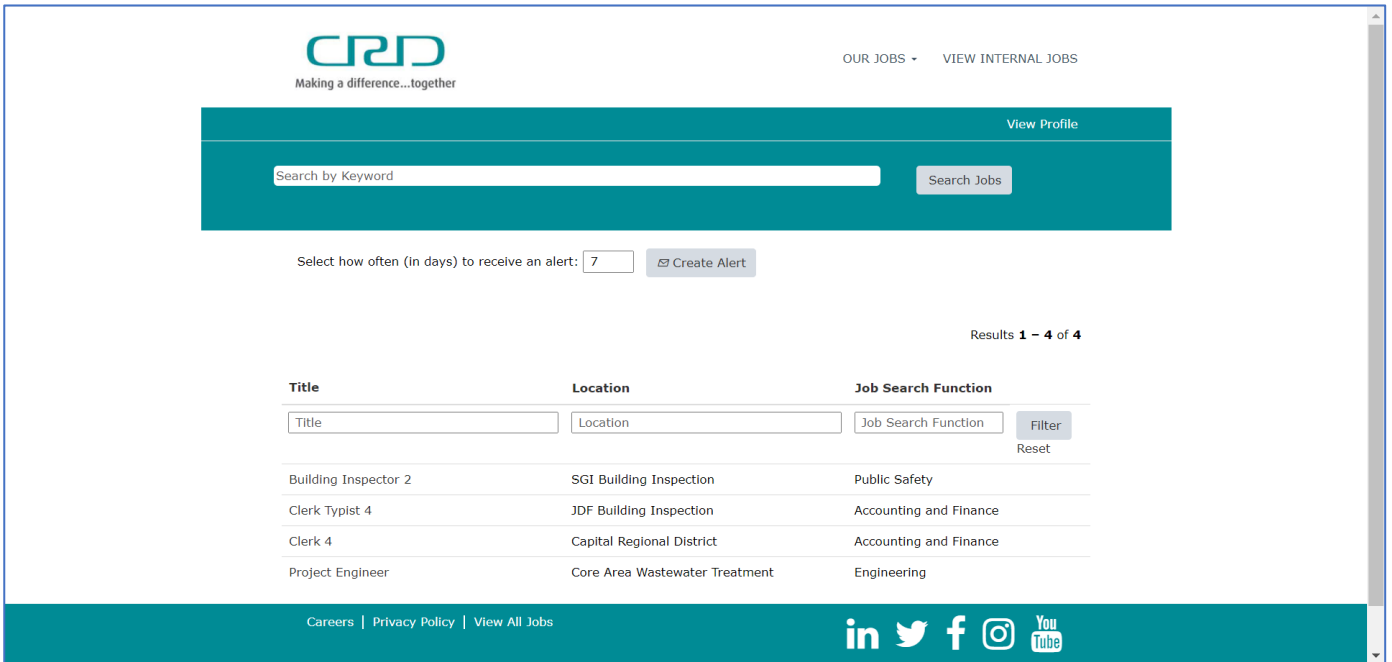 CRD
Making a difference...together
OUR JOBS VIEW INTERNAL JOBS
View Profile
Search by Keyword
Search Jobs
Select how often (in days) to receive an alert: 7 Create Alert
Results 1 – 4 of 4
Title Location Job Search Function
Title Location Job Search Function Filter
Reset
Building Inspector 2 SGI Building Inspection Public Safety
Clerk Typist 4 JDF Building Inspection Accounting and Finance
Clerk 4 Capital Regional District Accounting and Finance
Project Engineer Core Area Wastewater Treatment Engineering
Careers | Privacy Policy | View All Jobs
in f You Tube